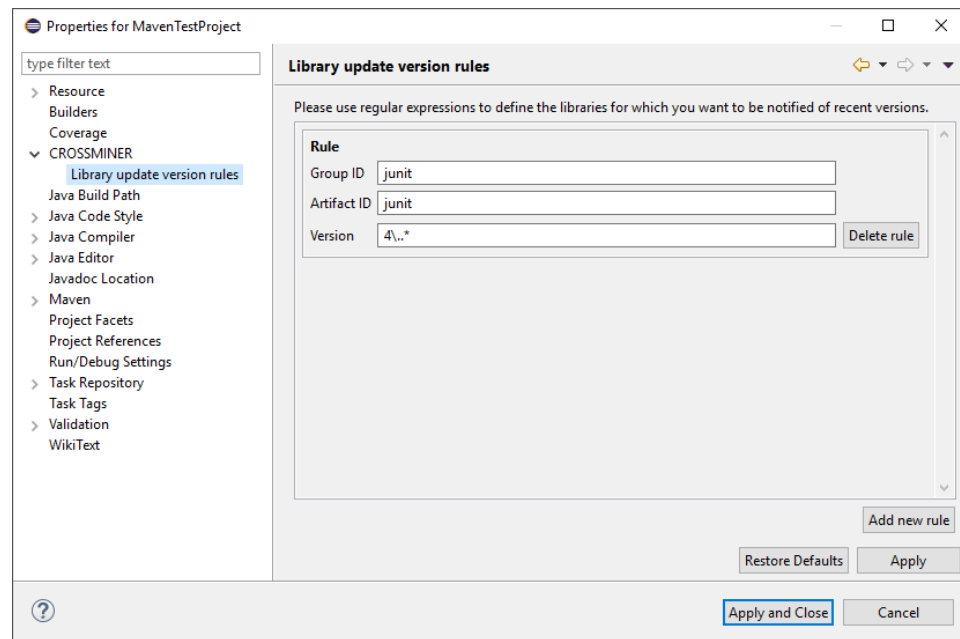 Properties for MavenTestProject
type filter text
Resource
Builders
Coverage
CROSSMINER
Library update version rules
Java Build Path
Java Code Style
Java Compiler
Java Editor
Javadoc Location
Maven
Project Facets
Project References
Run/Debug Settings
Task Repository
Task Tags
Validation
WikiText
Library update version rules
Please use regular expressions to define the libraries for which you want to be notified of recent versions.
Rule
Group ID junit
Artifact ID junit
Version 4\..* Delete rule
Add new rule
Restore Defaults Apply
? Apply and Close Cancel